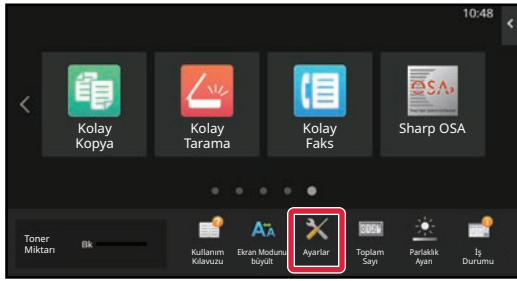 10:48
Kolay
Kopya
Kolay
Tarama
Kolay
Faks
Sharp OSA
OSA
Toner
Miktarı
Bk
Kullanım
Kılavuzu
Ekran Modunu
büyült
Ayarlar
Toplam
Sayı
Parlaklık
Ayarı
İş
Durumu